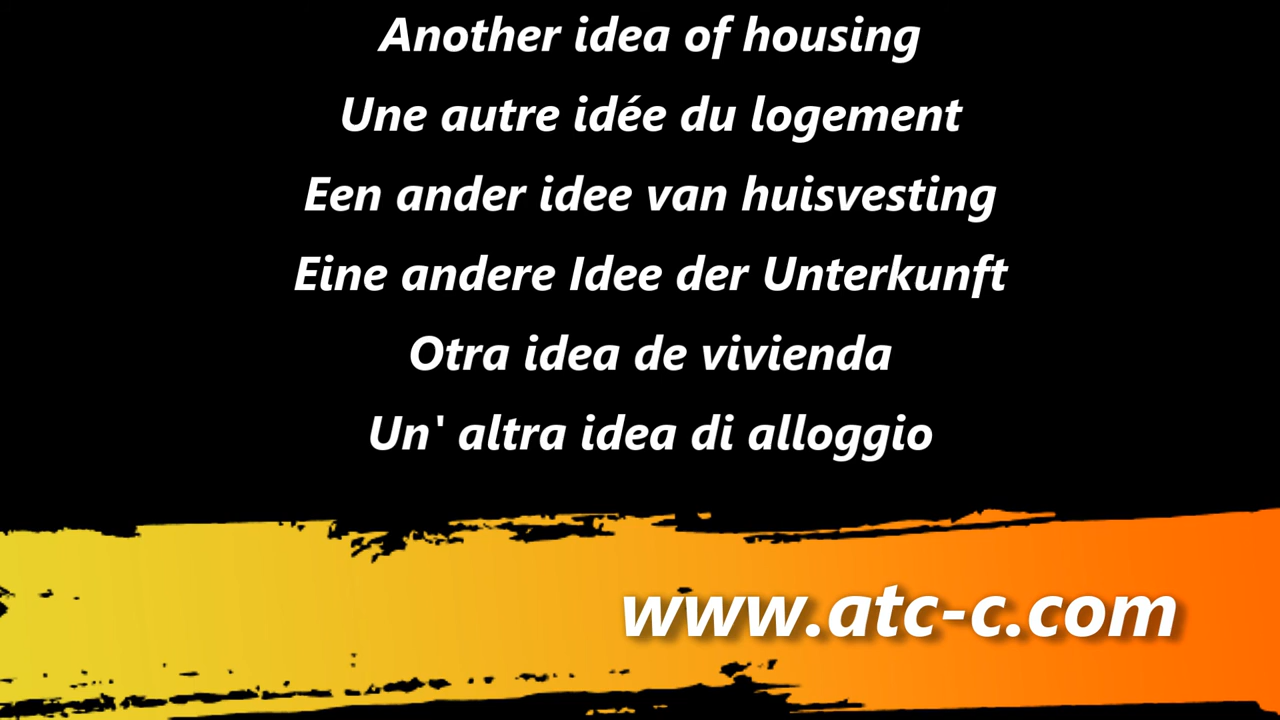 Another idea of housing
Une autre idée du logement
Een ander idee van huisvesting
Eine andere Idee der Unterkunft
Otra idea de vivienda
Un' altra idea di alloggio
www.atc-c.com